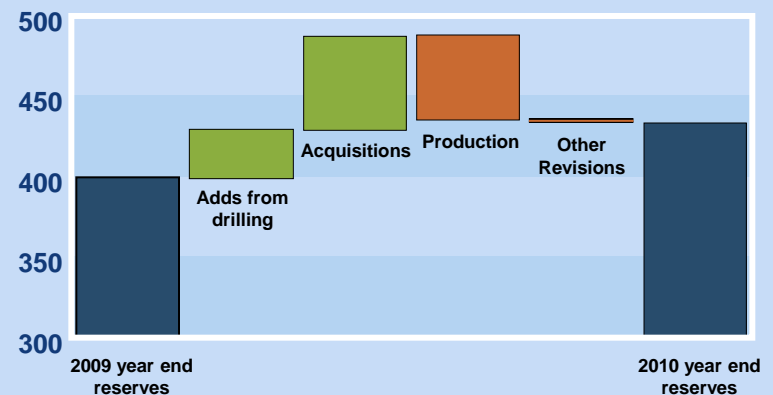 500
450
400
350
300
Adds from
drilling
Acquisitions
Production
Other
Revisions
2009 year end
reserves
2010 year end
reserves